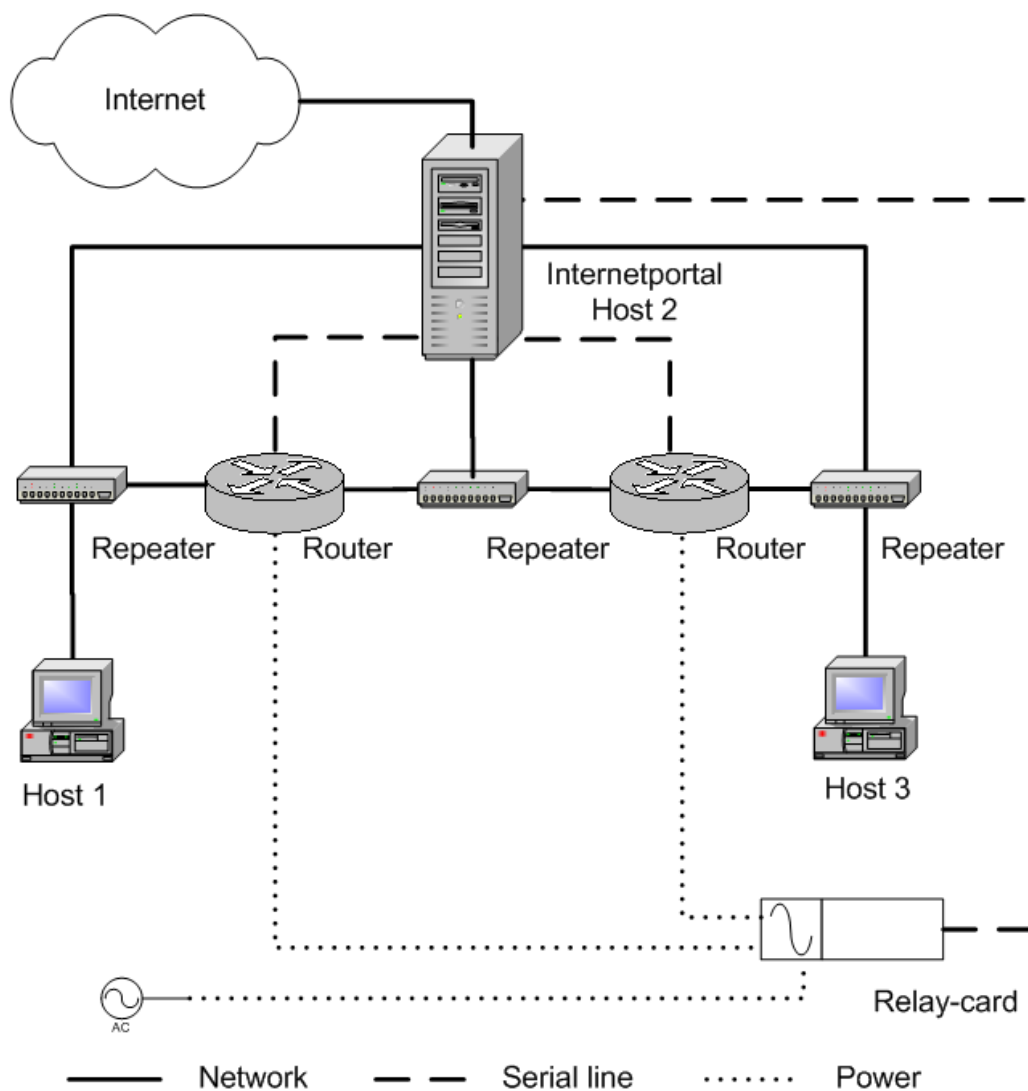 Internet
Internetportal
Host 2
Repeater
Router
Repeater
Router
Repeater
Host 1
Host 3
AC
Relay-card
Network
Serial line
Power